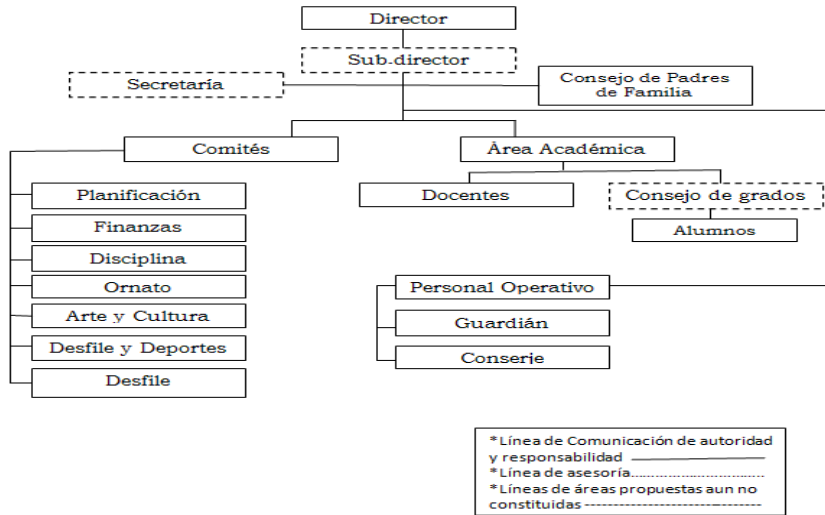 Director
Sub-director
Secretaría
Consejo de Padres
de Familia
Comités
Àrea Académica
Planificación
Finanzas
Disciplina
Ornato
Arte y Cultura
Desfile y Deportes
Desfile
Docentes
Consejo de grados
Alumnos
Personal Operativo
Guardián
Conserje
*Línea de Comunicación de autoridad
y responsabilidad
*Línea de asesoría
*Líneas de áreas propuestas aun no
constituidas